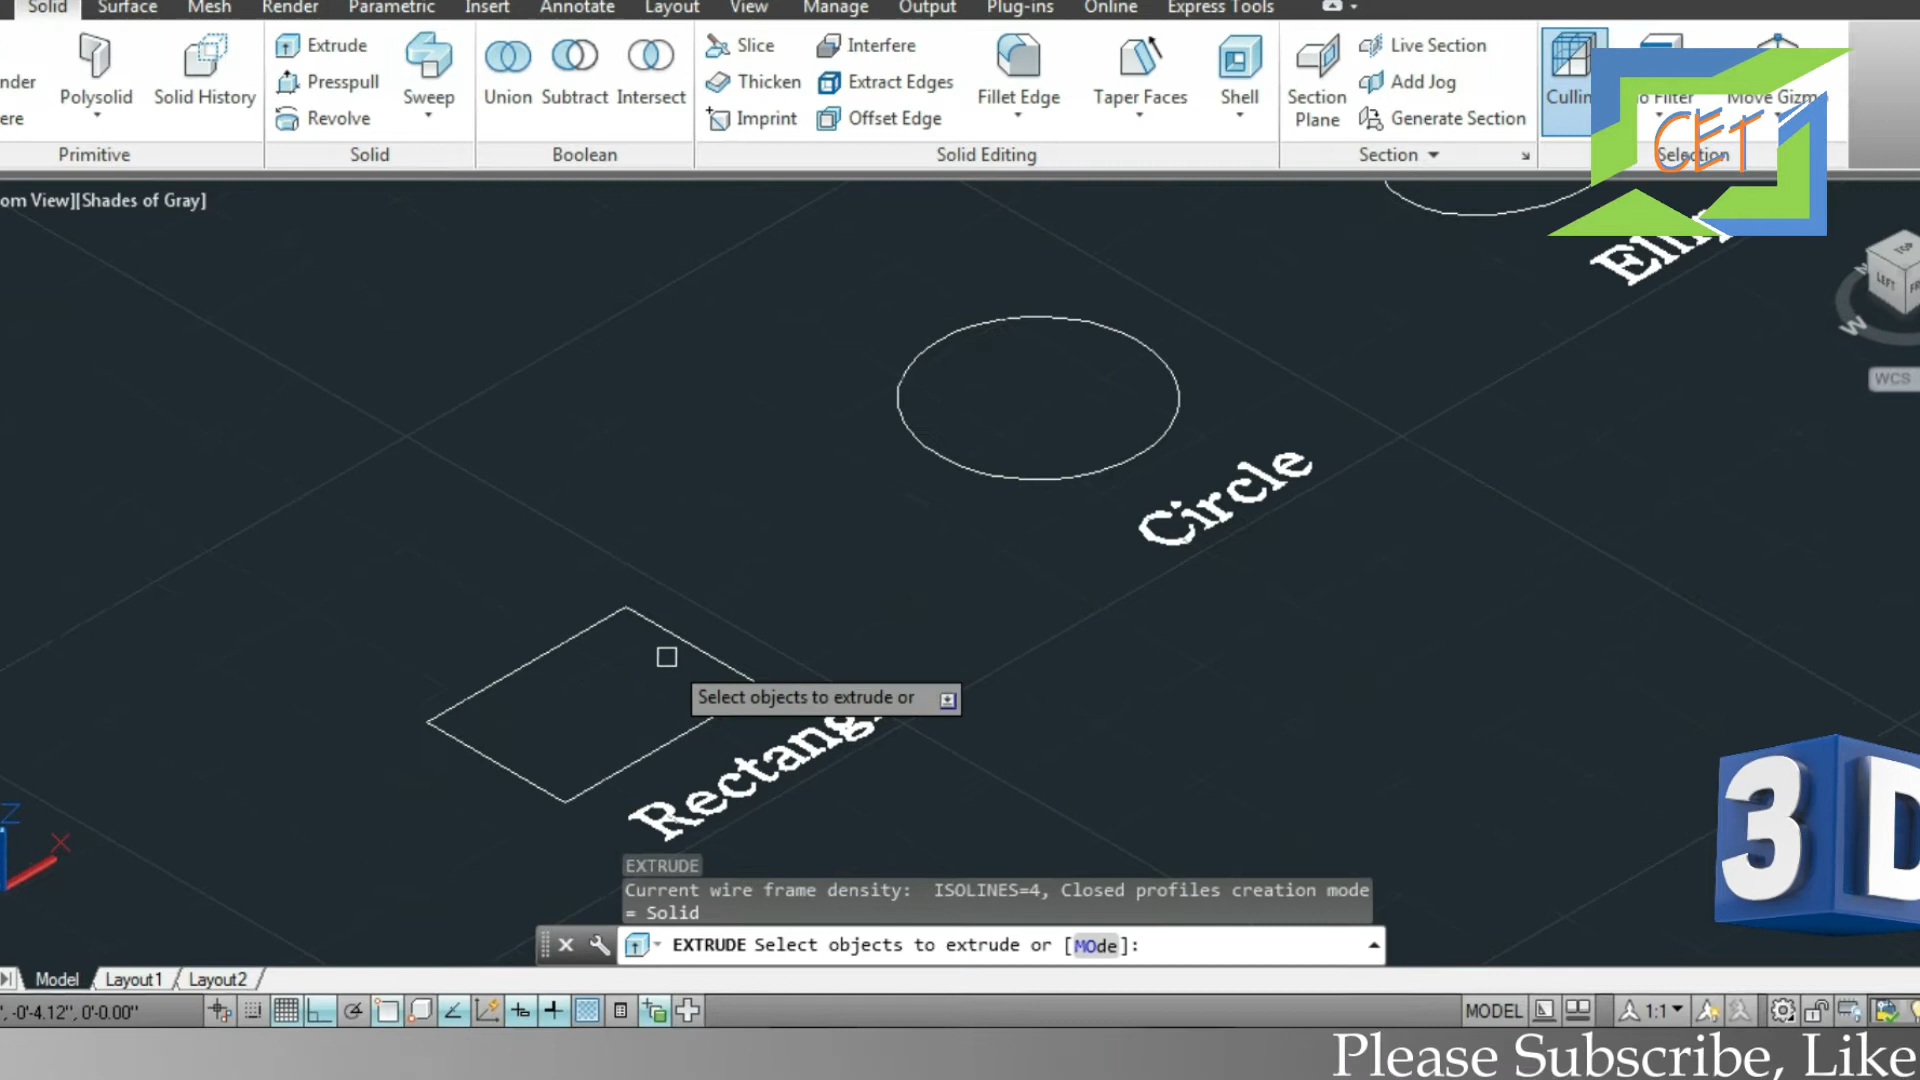 Solid Surface Mesh Render Parametric Insert Annotate Layout View Manage Output Plug-ins Online Express Tools
Polysolid Solid History
Extrude
Presspull
Revolve
Sweep
Union Subtract Intersect
Slice Interfere
Thicken Extract Edges
Imprint Offset Edge
Fillet Edge Taper Faces Shell
Section Plane
Live Section
Add Jog
Generate Section
Primitive Solid Boolean Solid Editing Section Selection
CET
om View][Shades of Gray]
TOP
LEFT
W
WCS
Circle
Select objects to extrude or
Z
X
3D
EXTRUDE
Current wire frame density: ISOLINES=4, Closed profiles creation mode
= Solid
EXTRUDE Select objects to extrude or [MOde]:
Model Layout1 Layout2
", -0'-4.12", 0'-0.00"
MODEL 1:1
Please Subscribe, Like